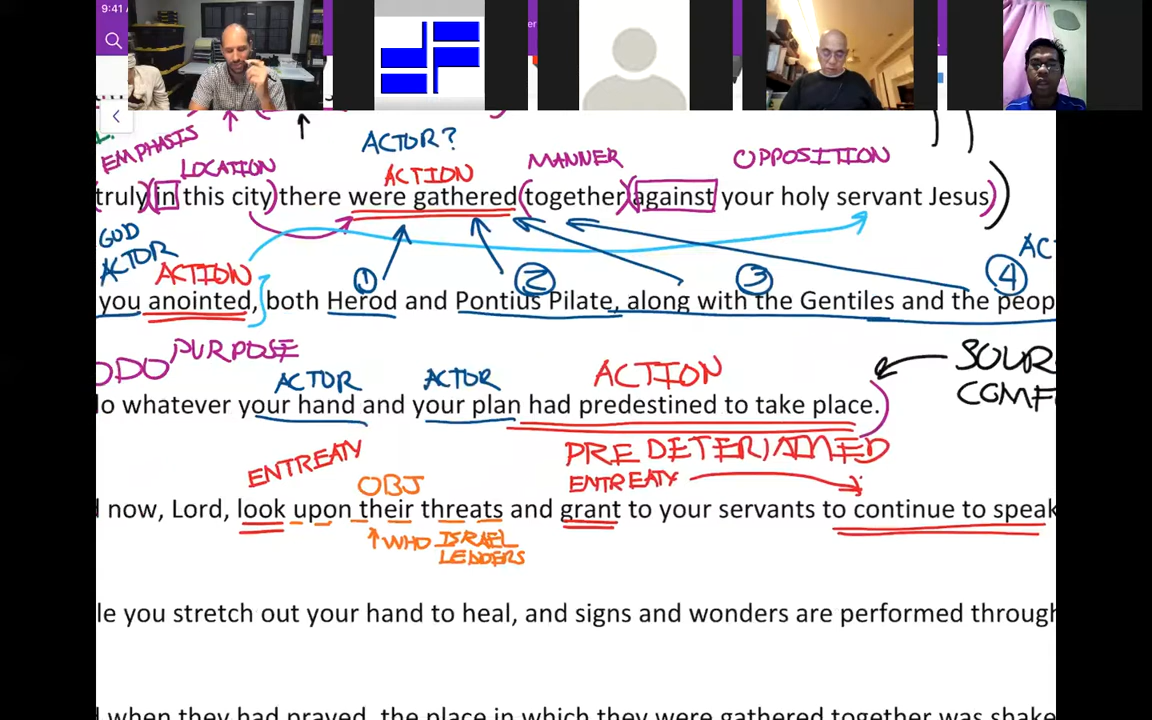 9:41
EMPHASIS
LOCATION
ACTOR?
ACTION
MANNER
OPPOSITION
truly in this city there were gathered together against your holy servant Jesus
GOD
ACTOR
ACTION
1
2
3
4
you anointed, both Herod and Pontius Pilate, along with the Gentiles and the peop
PURPOSE
ACTOR
ACTOR
ACTION
SOUR
COMF
o whatever your hand and your plan had predestined to take place.
PREDETERIAMED
ENTREATY
OBJ
ENTREATY
now, Lord, look upon their threats and grant to your servants to continue to speak
WHO ISRAEL
LEADERS
le you stretch out your hand to heal, and signs and wonders are performed through
when they had prayed, the place in which they were gathered together was shake